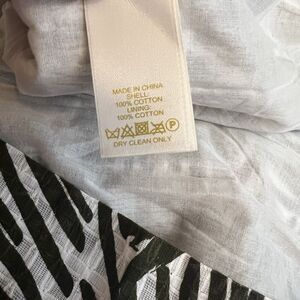 MADE IN CHINA
SHELL:
100% COTTON
LINING:
100% COTTON
P
DRY CLEAN ONLY